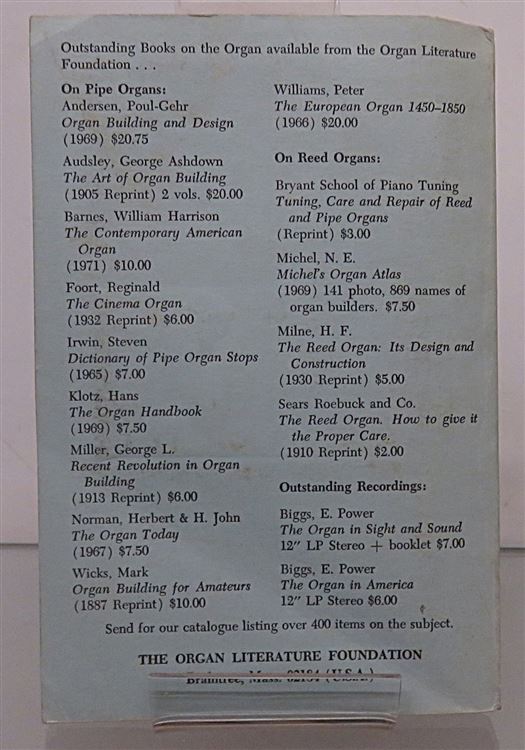 Outstanding Books on the Organ available from the Organ Literature
Foundation . . .
On Pipe Organs:
Andersen, Poul-Gehr
Organ Building and Design
(1969) $20.75
Audsley, George Ashdown
The Art of Organ Building
(1905 Reprint) 2 vols. $20.00
Barnes, William Harrison
The Contemporary American
Organ
(1971) $10.00
Foort, Reginald
The Cinema Organ
(1932 Reprint) $6.00
Irwin, Steven
Dictionary of Pipe Organ Stops
(1965) $7.00
Klotz, Hans
The Organ Handbook
(1969) $7.50
Miller, George L.
Recent Revolution in Organ
Building
(1913 Reprint) $6.00
Norman, Herbert & H. John
The Organ Today
(1967) $7.50
Wicks, Mark
Organ Building for Amateurs
(1887 Reprint) $10.00
Williams, Peter
The European Organ 1450–1850
(1966) $20.00
On Reed Organs:
Bryant School of Piano Tuning
Tuning, Care and Repair of Reed
and Pipe Organs
(Reprint) $3.00
Michel, N. E.
Michel's Organ Atlas
(1969) 141 photo, 869 names of
organ builders. $7.50
Milne, H. F.
The Reed Organ: Its Design and
Construction
(1930 Reprint) $5.00
Sears Roebuck and Co.
The Reed Organ. How to give it
the Proper Care.
(1910 Reprint) $2.00
Outstanding Recordings:
Biggs, E. Power
The Organ in Sight and Sound
12" LP Stereo + booklet $7.00
Biggs, E. Power
The Organ in America
12" LP Stereo $6.00
Send for our catalogue listing over 400 items on the subject.
THE ORGAN LITERATURE FOUNDATION
Braintree, Mass. 02184 (U.S.A.)